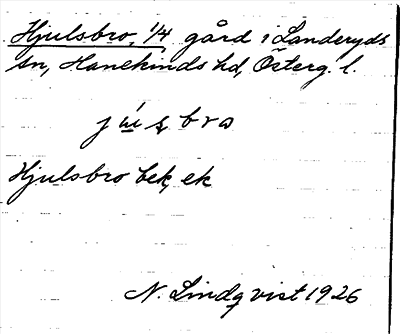 Hjulsbro, 1/4 gård i Landeryds
sn, Hanekinds hd, Österg. l.
Hjulsbro bek, ek
N. Lindqvist 1926